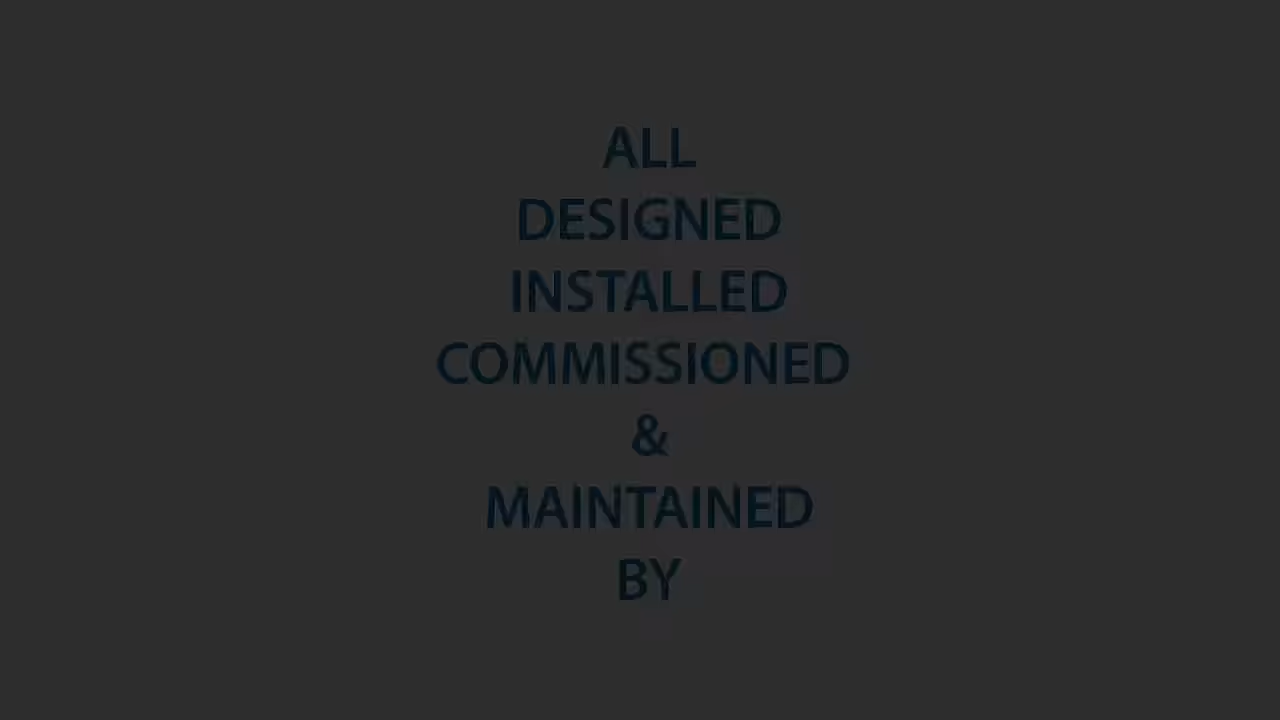 ALL
DESIGNED
INSTALLED
COMMISSIONED
&
MAINTAINED
BY